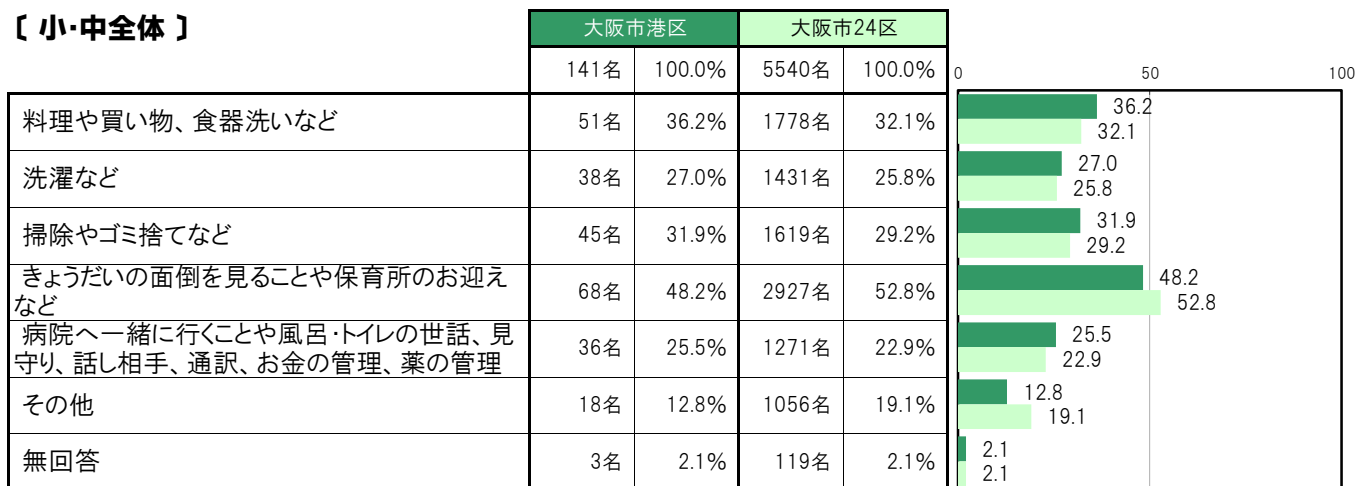 〔 小・中全体 〕
大阪市港区 大阪市24区
141名 100.0% 5540名 100.0% 0 50 100
料理や買い物、食器洗いなど 51名 36.2% 1778名 32.1% 36.2
32.1
洗濯など 38名 27.0% 1431名 25.8% 27.0
25.8
掃除やゴミ捨てなど 45名 31.9% 1619名 29.2% 31.9
29.2
きょうだいの面倒を見ることや保育所のお迎え
など 68名 48.2% 2927名 52.8% 48.2
52.8
病院へ一緒に行くことや風呂・トイレの世話、見
守り、話し相手、通訳、お金の管理、薬の管理 36名 25.5% 1271名 22.9% 25.5
22.9
その他 18名 12.8% 1056名 19.1% 12.8
19.1
無回答 3名 2.1% 119名 2.1% 2.1
2.1